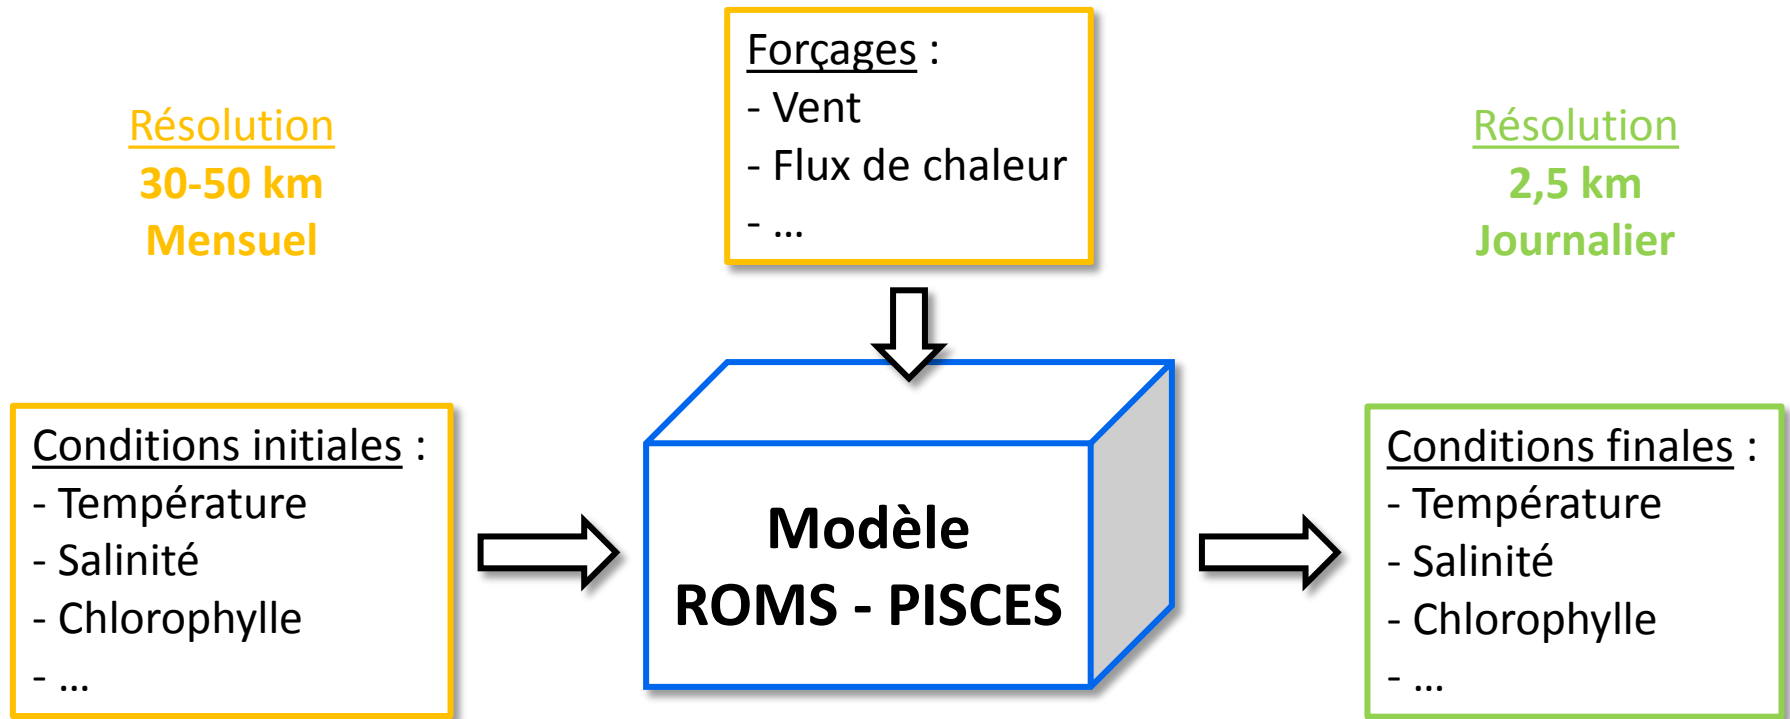 Forçages :
- Vent
- Flux de chaleur
- ...
Résolution
30-50 km
Mensuel
Résolution
2,5 km
Journalier
Conditions initiales :
- Température
- Salinité
- Chlorophylle
- ...
Modèle
ROMS - PISCES
Conditions finales :
- Température
- Salinité
- Chlorophylle
- ...